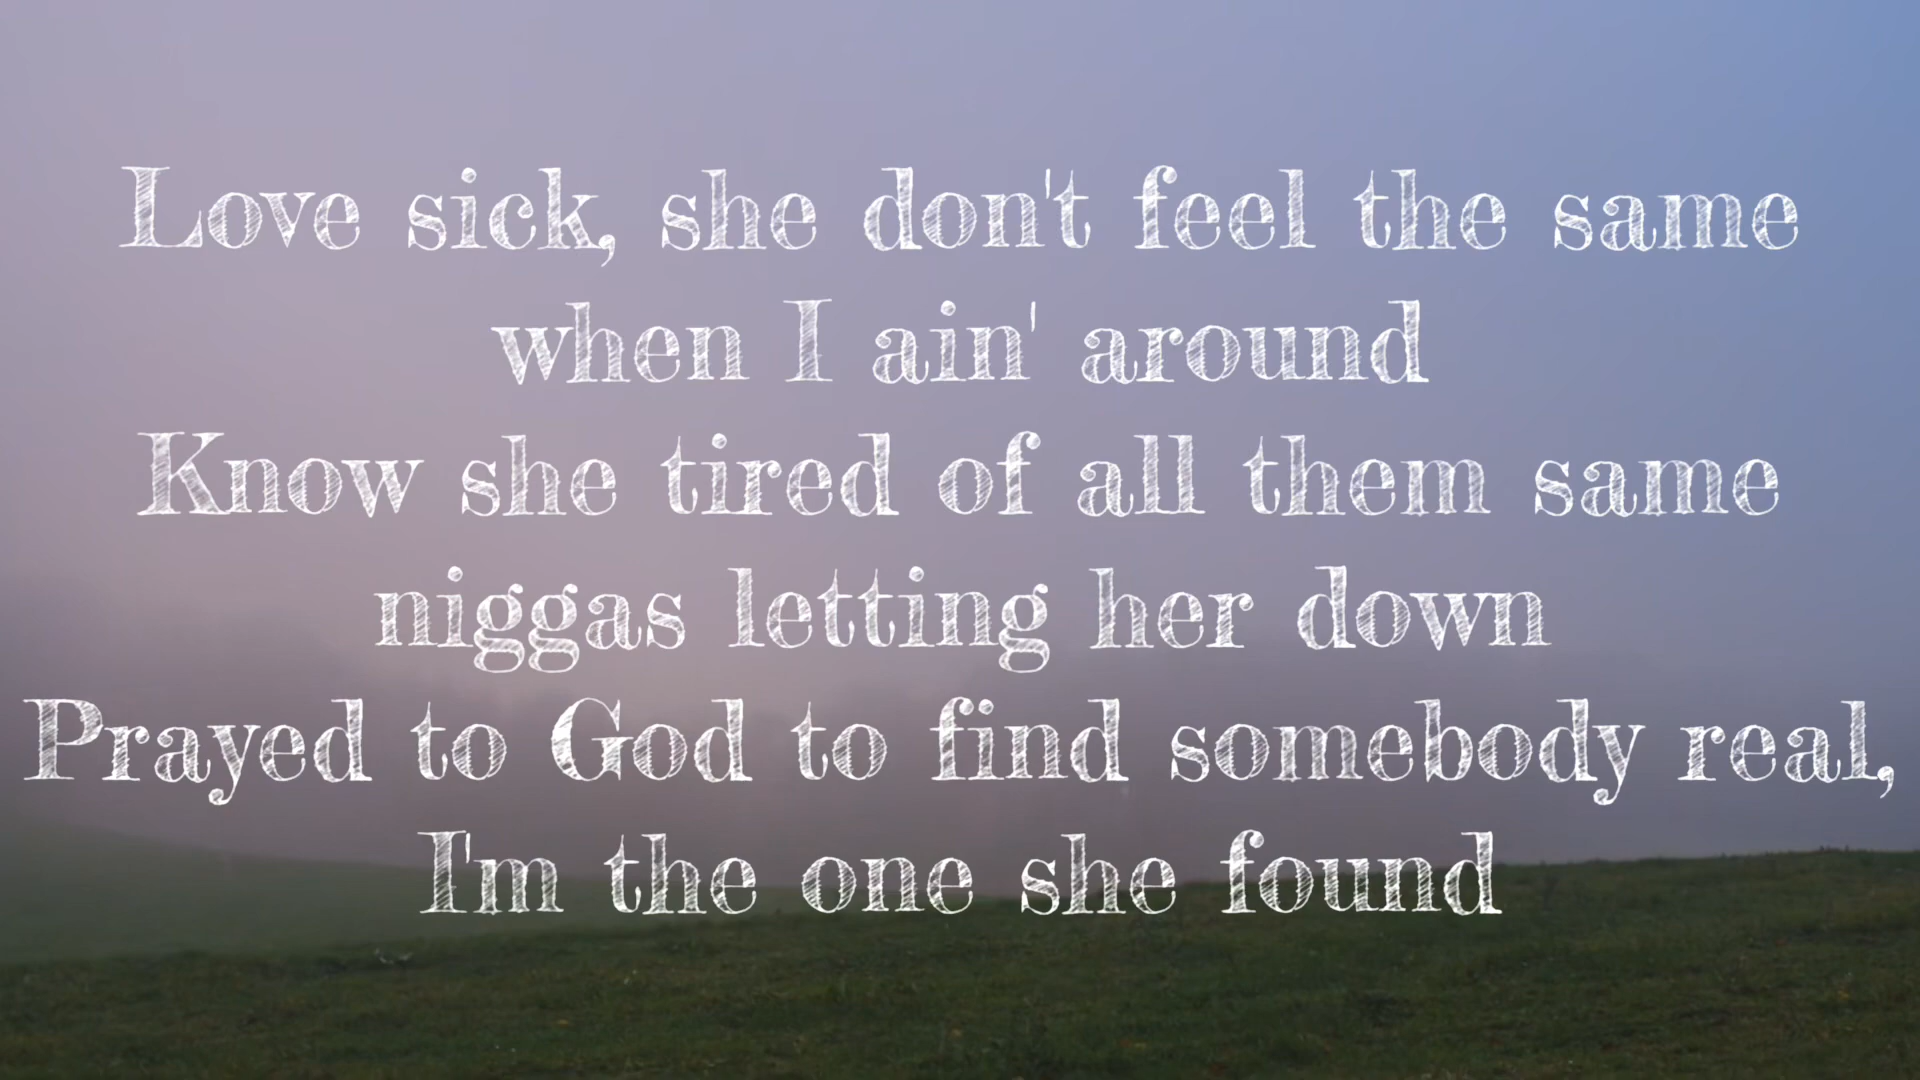 Love sick, she don't feel the same
when I ain' around
Know she tired of all them same
niggas letting her down
Prayed to God to find somebody real,
I'm the one she found